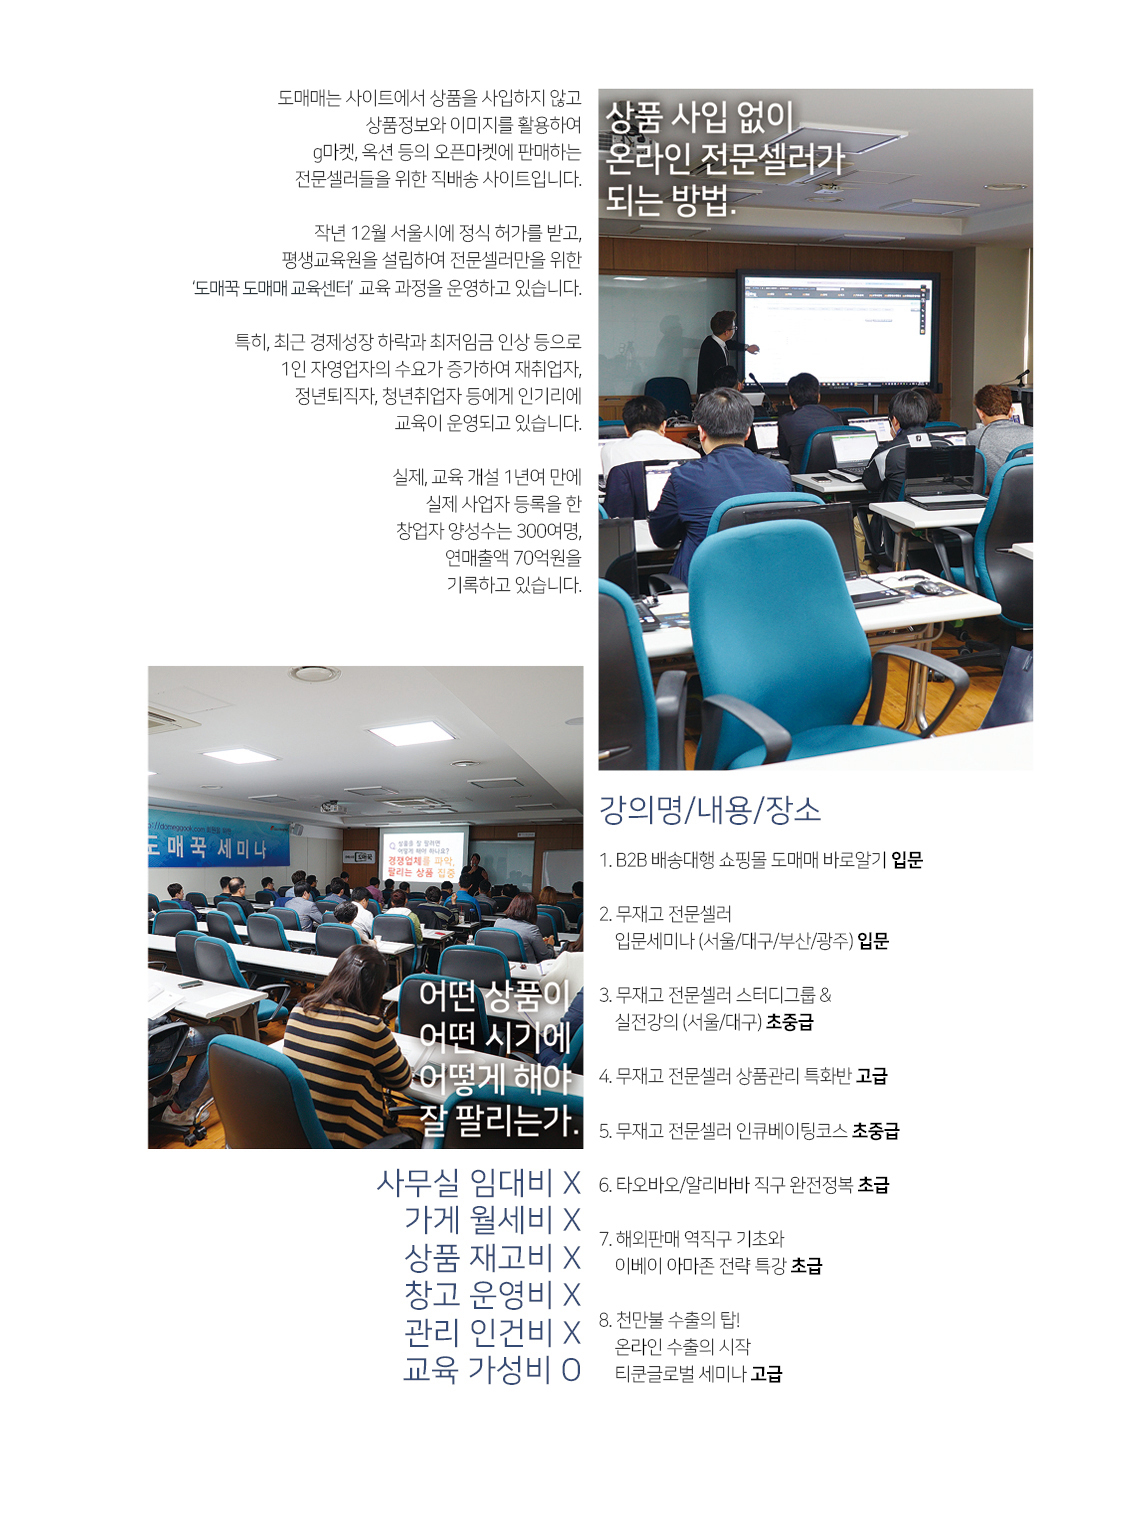 도매매는 사이트에서 상품을 사입하지 않고
상품정보와 이미지를 활용하여
g마켓, 옥션 등의 오픈마켓에 판매하는
전문셀러들을 위한 직배송 사이트입니다.
작년 12월 서울시에 정식 허가를 받고,
평생교육원을 설립하여 전문셀러만을 위한
‘도매꾹 도매매 교육센터’ 교육 과정을 운영하고 있습니다.
특히, 최근 경제성장 하락과 최저임금 인상 등으로
1인 자영업자의 수요가 증가하여 재취업자,
정년퇴직자, 청년취업자 등에게 인기리에
교육이 운영되고 있습니다.
실제, 교육 개설 1년여 만에
실제 사업자 등록을 한
창업자 양성수는 300여명,
연매출액 70억원을
기록하고 있습니다.
상품 사입 없이
온라인 전문셀러가
되는 방법.
도매꾹 세미나
상품을 잘 팔려면
어떻게 해야 하나요?
경쟁업체를 파악,
팔리는 상품 집중
도매꾹
어떤 상품이
어떤 시기에
어떻게 해야
잘 팔리는가.
사무실 임대비 X
가게 월세비 X
상품 재고비 X
창고 운영비 X
관리 인건비 X
교육 가성비 O
강의명/내용/장소
1. B2B 배송대행 쇼핑몰 도매매 바로알기 입문
2. 무재고 전문셀러
입문세미나 (서울/대구/부산/광주) 입문
3. 무재고 전문셀러 스터디그룹 &
실전강의 (서울/대구) 초중급
4. 무재고 전문셀러 상품관리 특화반 고급
5. 무재고 전문셀러 인큐베이팅코스 초중급
6. 타오바오/알리바바 직구 완전정복 초급
7. 해외판매 역직구 기초와
이베이 아마존 전략 특강 초급
8. 천만불 수출의 탑!
온라인 수출의 시작
티쿤글로벌 세미나 고급